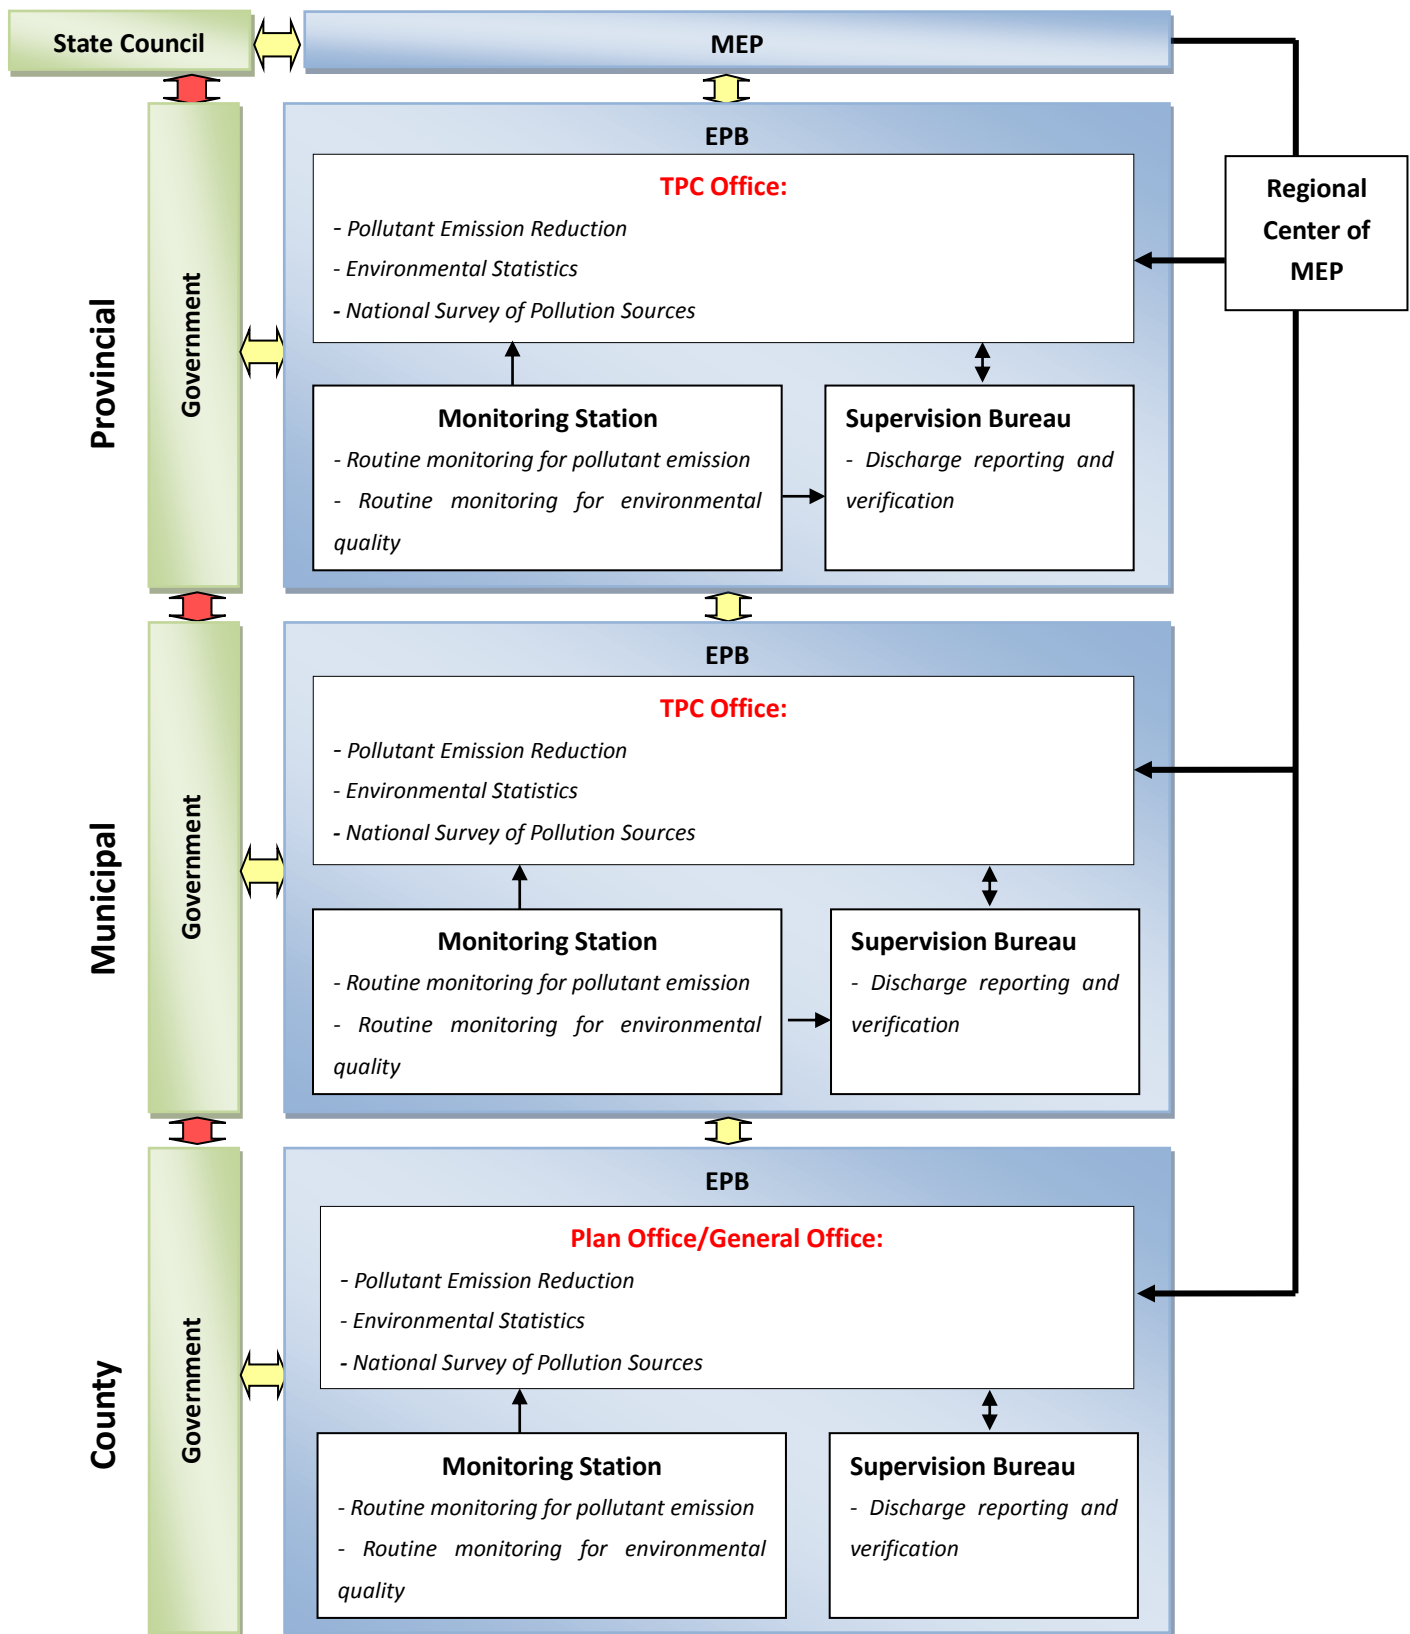 State Council
MEP
EPB
TPC Office:
- Pollutant Emission Reduction
- Environmental Statistics
- National Survey of Pollution Sources
Regional
Center of
MEP
Provincial
Government
Monitoring Station
- Routine monitoring for pollutant emission
- Routine monitoring for environmental
quality
Supervision Bureau
- Discharge reporting and
verification
EPB
TPC Office:
- Pollutant Emission Reduction
- Environmental Statistics
- National Survey of Pollution Sources
Municipal
Government
Monitoring Station
- Routine monitoring for pollutant emission
- Routine monitoring for environmental
quality
Supervision Bureau
- Discharge reporting and
verification
EPB
Plan Office/General Office:
- Pollutant Emission Reduction
- Environmental Statistics
- National Survey of Pollution Sources
County
Government
Monitoring Station
- Routine monitoring for pollutant emission
- Routine monitoring for environmental
quality
Supervision Bureau
- Discharge reporting and
verification